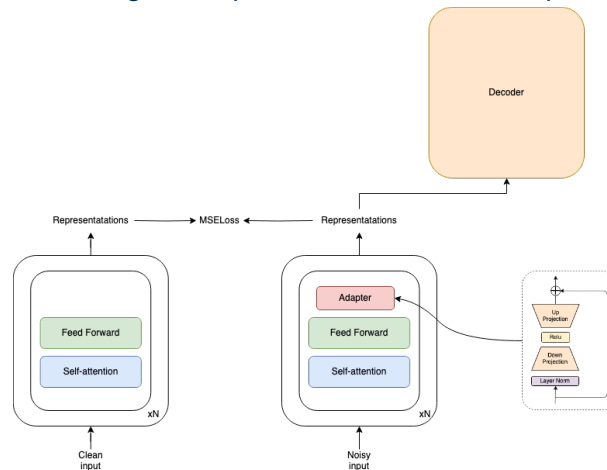 Decoder
Representatations
MSELoss
Representations
Adapter
Feed Forward
Self-attention
xN
Feed Forward
Self-attention
xN
Up
Projection
Relu
Down
Projection
Layer Norm
Clean
input
Noisy
input